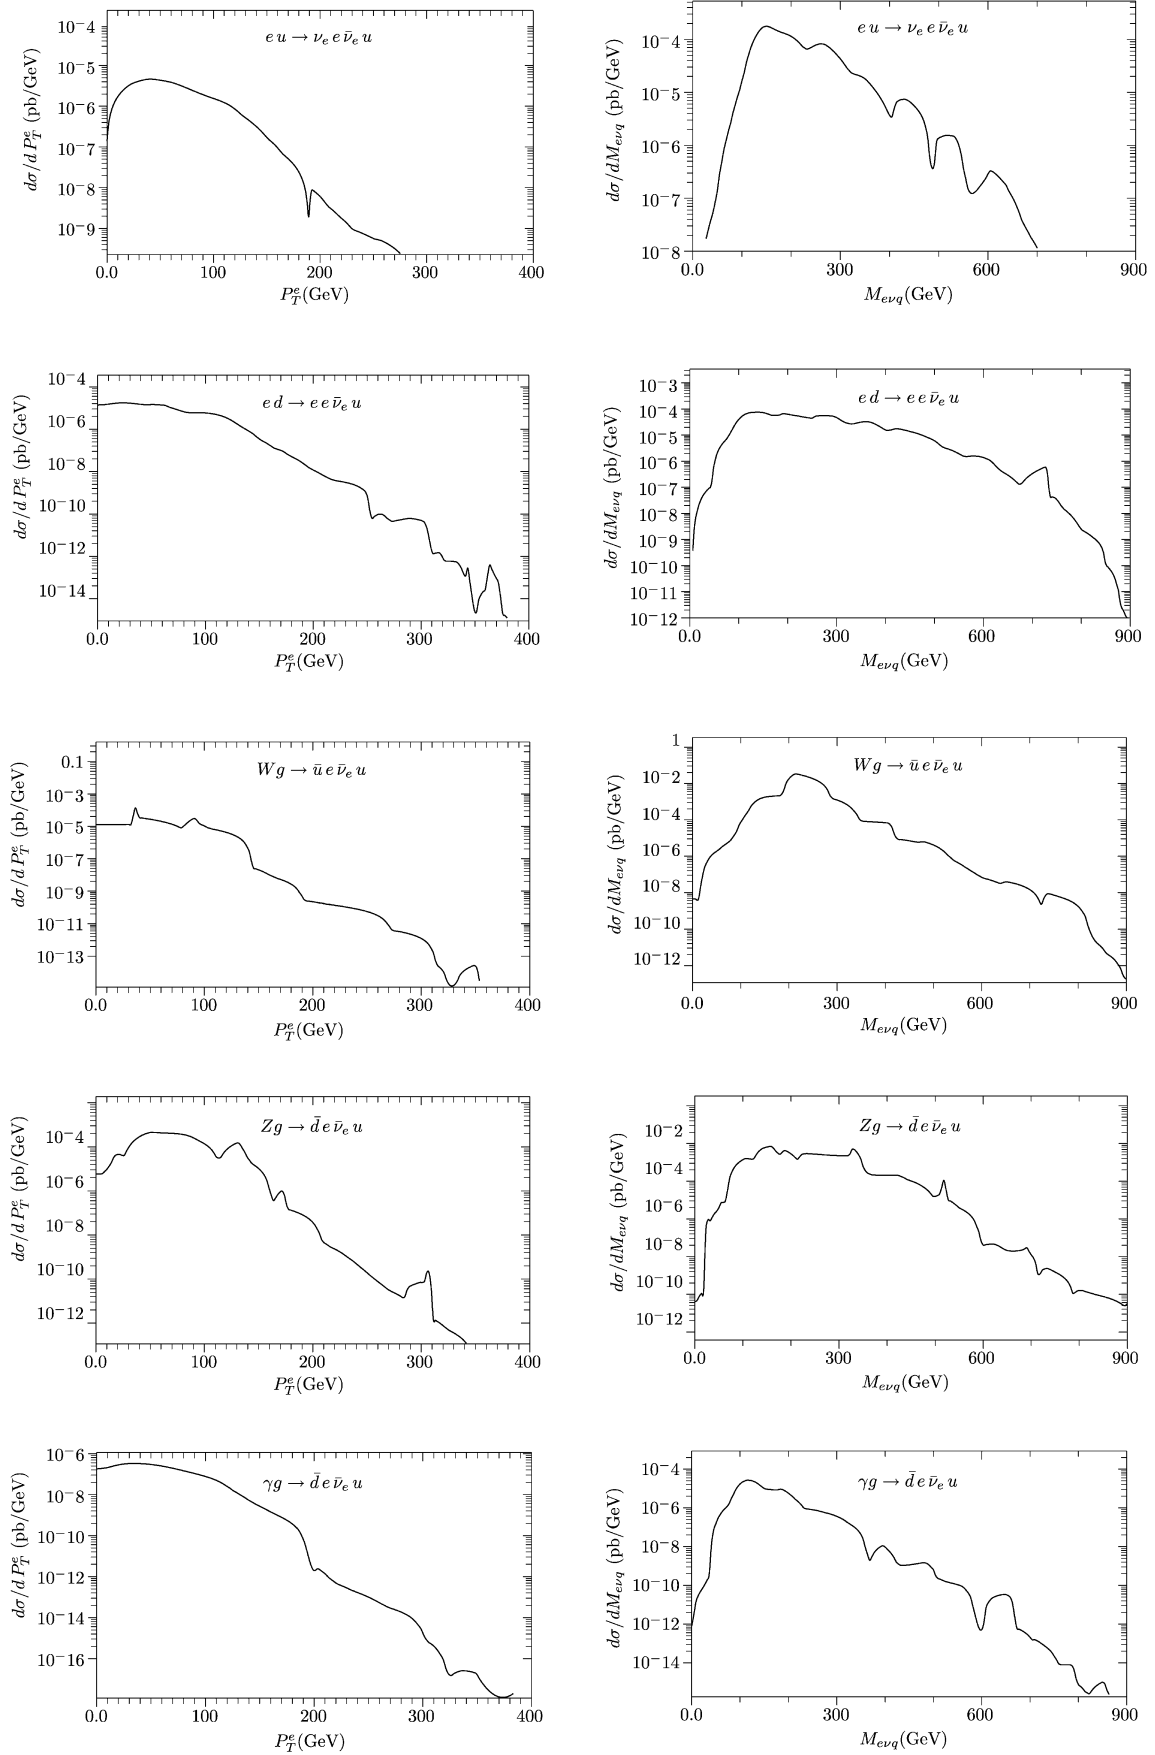 e u → ν_e e ν̄_e u
dσ/dP_T^e (pb/GeV)
10−4
10−5
10−6
10−7
10−8
10−9
0.0 100 200 300 400
P_T^e(GeV)
e u → ν_e e ν̄_e u
dσ/dM_eνq (pb/GeV)
10−4
10−5
10−6
10−7
10−8
0.0 300 600 900
M_eνq(GeV)
e d → e e ν̄_e u
dσ/dP_T^e (pb/GeV)
10−4
10−6
10−8
10−10
10−12
10−14
0.0 100 200 300 400
P_T^e(GeV)
e d → e e ν̄_e u
dσ/dM_eνq (pb/GeV)
10−3
10−4
10−5
10−6
10−7
10−8
10−9
10−10
10−11
10−12
0.0 300 600 900
M_eνq(GeV)
W g → ū e ν̄_e u
dσ/dP_T^e (pb/GeV)
0.1
10−3
10−5
10−7
10−9
10−11
10−13
0.0 100 200 300 400
P_T^e(GeV)
W g → ū e ν̄_e u
dσ/dM_eνq (pb/GeV)
1
10−2
10−4
10−6
10−8
10−10
10−12
0.0 300 600 900
M_eνq(GeV)
Z g → d̄ e ν̄_e u
dσ/dP_T^e (pb/GeV)
10−4
10−6
10−8
10−10
10−12
0.0 100 200 300 400
P_T^e(GeV)
Z g → d̄ e ν̄_e u
dσ/dM_eνq (pb/GeV)
10−2
10−4
10−6
10−8
10−10
10−12
0.0 300 600 900
M_eνq(GeV)
γ g → d̄ e ν̄_e u
dσ/dP_T^e (pb/GeV)
10−6
10−8
10−10
10−12
10−14
10−16
0.0 100 200 300 400
P_T^e(GeV)
γ g → d̄ e ν̄_e u
dσ/dM_eνq (pb/GeV)
10−4
10−6
10−8
10−10
10−12
10−14
0.0 300 600 900
M_eνq(GeV)